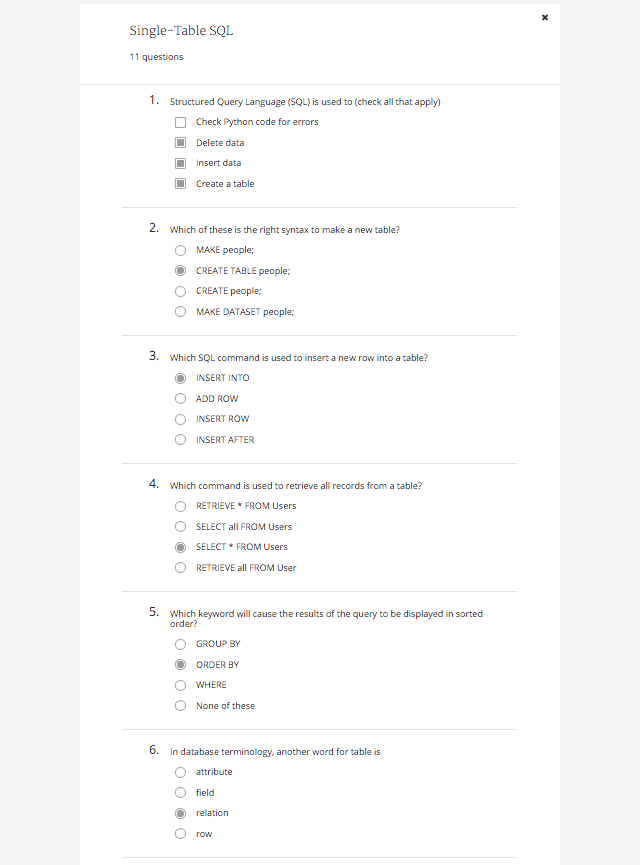 Single-Table SQL
11 questions
1. Structured Query Language (SQL) is used to (check all that apply)
Check Python code for errors
Delete data
Insert data
Create a table
2. Which of these is the right syntax to make a new table?
MAKE people;
CREATE TABLE people;
CREATE people;
MAKE DATASET people;
3. Which SQL command is used to insert a new row into a table?
INSERT INTO
ADD ROW
INSERT ROW
INSERT AFTER
4. Which command is used to retrieve all records from a table?
RETRIEVE * FROM Users
SELECT all FROM Users
SELECT * FROM Users
RETRIEVE all FROM User
5. Which keyword will cause the results of the query to be displayed in sorted
order?
GROUP BY
ORDER BY
WHERE
None of these
6. In database terminology, another word for table is
attribute
field
relation
row